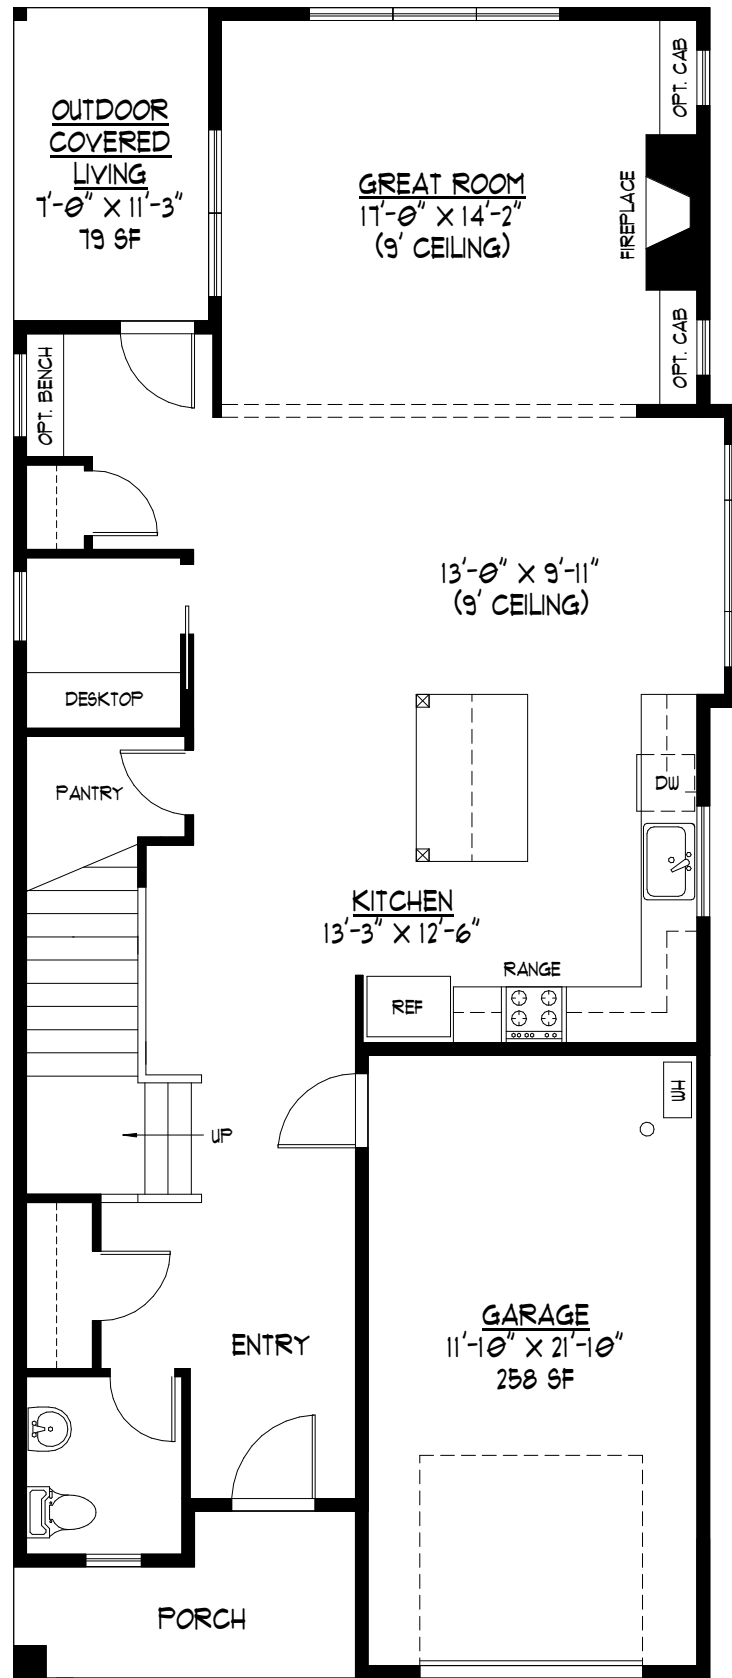 OUTDOOR
COVERED
LIVING
7'-0" X 11'-3"
79 SF
GREAT ROOM
17'-0" X 14'-2"
(9' CEILING)
OPT. CAB
FIREPLACE
OPT. CAB
OPT. BENCH
13'-0" X 9'-11"
(9' CEILING)
DESKTOP
PANTRY
DW
KITCHEN
13'-3" X 12'-6"
RANGE
REF
WH
UP
GARAGE
11'-10" X 21'-10"
258 SF
ENTRY
PORCH